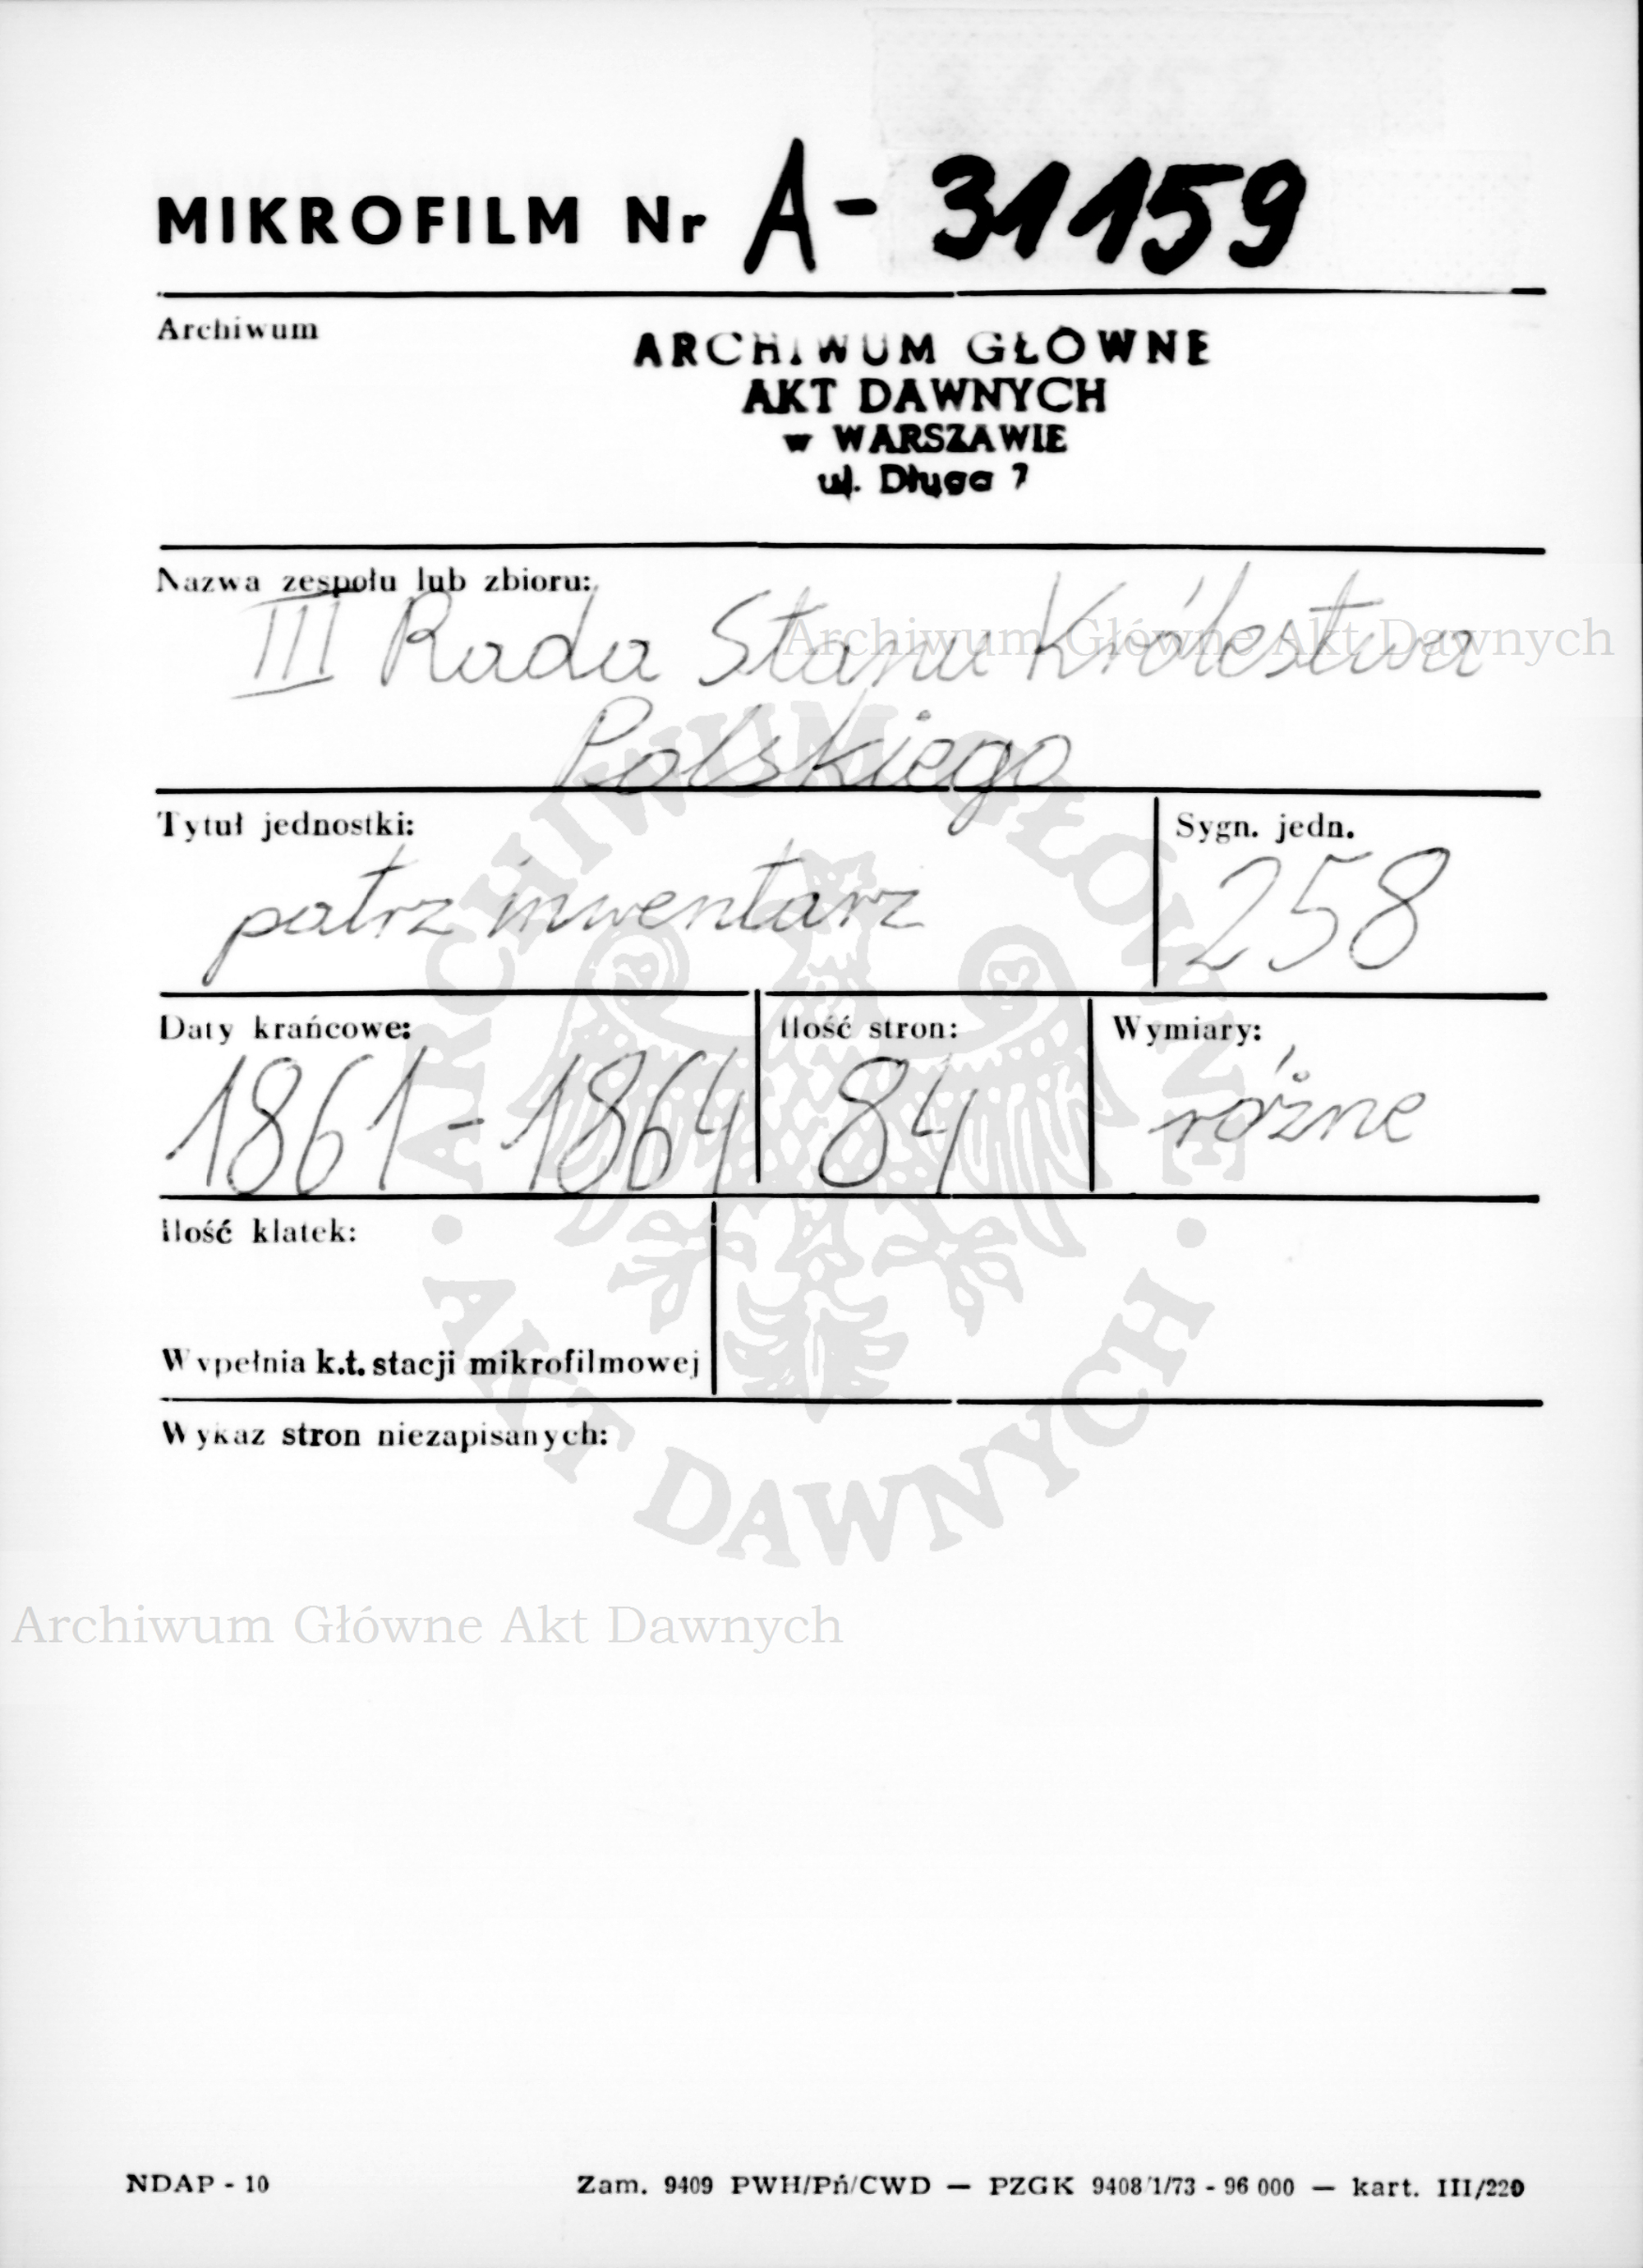 MIKROFILM Nr A- 31159
Archiwum
ARCHIWUM GŁÓWNE
AKT DAWNYCH
w WARSZAWIE
ul. Długa 7
Nazwa zespołu lub zbioru:
III Rada Stanu Królestwa
Polskiego
Archiwum Główne Akt Dawnych
Tytuł jednostki:
patrz inwentarz
Sygn. jedn.
258
Daty krańcowe:
1861-1864
Ilość stron:
84
Wymiary:
różne
Ilość klatek:
Wypełnia k.t. stacji mikrofilmowej
Wykaz stron niezapisanych:
ARCHIWUM GŁÓWNE
· AKT DAWNYCH ·
Archiwum Główne Akt Dawnych
NDAP - 10
Zam. 9409 PWH/Pń/CWD — PZGK 9408/1/73 - 96 000 — kart. III/220